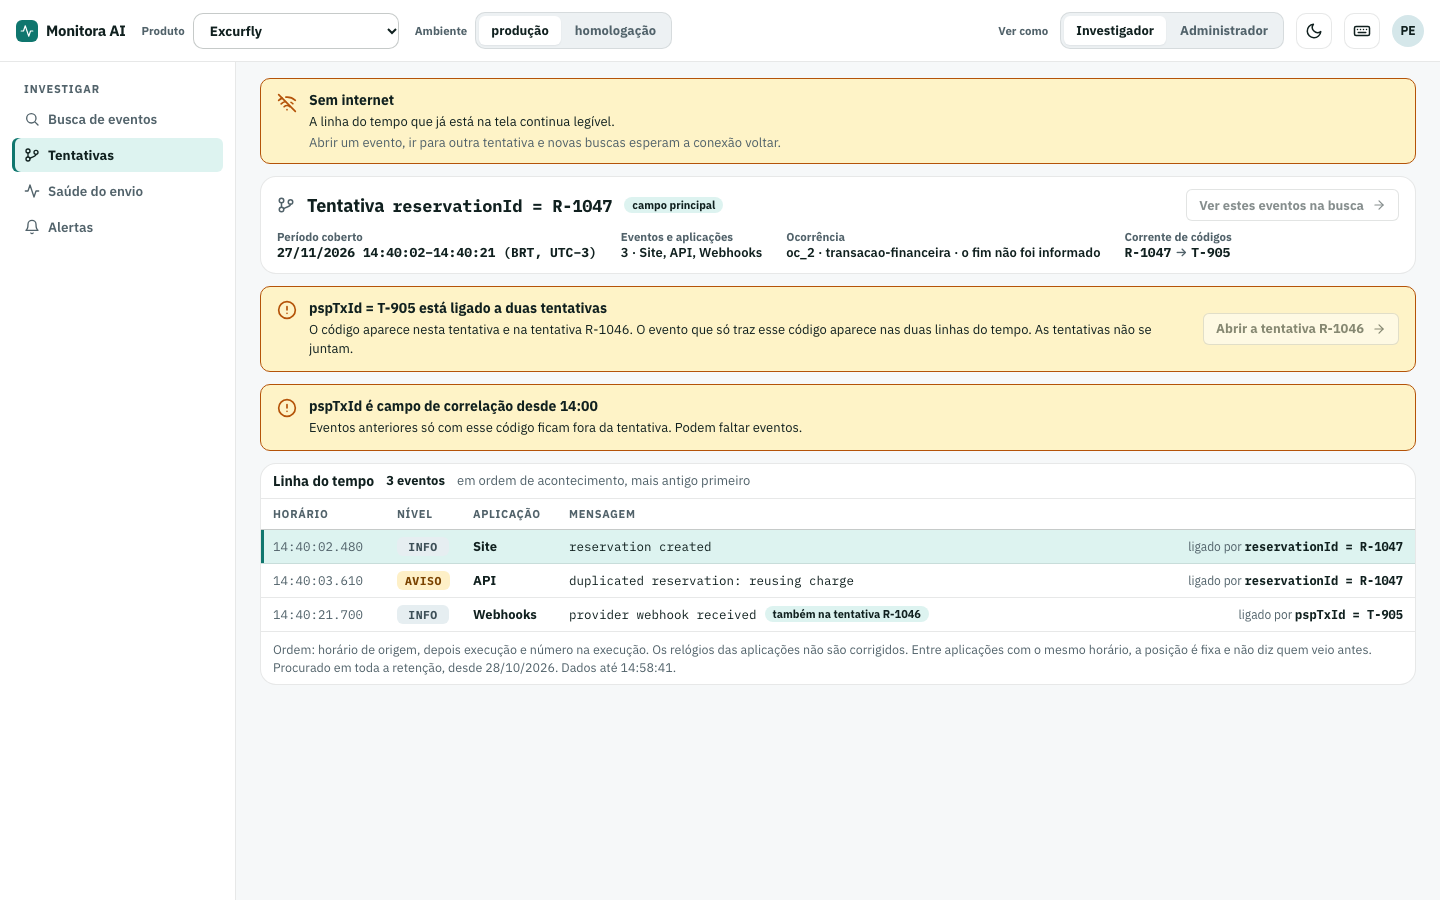 Monitora AI
Produto
Excurfly
Ambiente
produção
homologação
Ver como
Investigador
Administrador
PE
INVESTIGAR
Busca de eventos
Tentativas
Saúde do envio
Alertas
Sem internet
A linha do tempo que já está na tela continua legível.
Abrir um evento, ir para outra tentativa e novas buscas esperam a conexão voltar.
Tentativa reservationId = R-1047
campo principal
Ver estes eventos na busca →
Período coberto
27/11/2026 14:40:02–14:40:21 (BRT, UTC−3)
Eventos e aplicações
3 · Site, API, Webhooks
Ocorrência
oc_2 · transacao-financeira · o fim não foi informado
Corrente de códigos
R-1047 → T-905
pspTxId = T-905 está ligado a duas tentativas
O código aparece nesta tentativa e na tentativa R-1046. O evento que só traz esse código aparece nas duas linhas do tempo. As tentativas não se
juntam.
Abrir a tentativa R-1046 →
pspTxId é campo de correlação desde 14:00
Eventos anteriores só com esse código ficam fora da tentativa. Podem faltar eventos.
Linha do tempo 3 eventos em ordem de acontecimento, mais antigo primeiro
HORÁRIO NÍVEL APLICAÇÃO MENSAGEM
14:40:02.480 INFO Site reservation created ligado por reservationId = R-1047
14:40:03.610 AVISO API duplicated reservation: reusing charge ligado por reservationId = R-1047
14:40:21.700 INFO Webhooks provider webhook received também na tentativa R-1046 ligado por pspTxId = T-905
Ordem: horário de origem, depois execução e número na execução. Os relógios das aplicações não são corrigidos. Entre aplicações com o mesmo horário, a posição é fixa e não diz quem veio antes.
Procurado em toda a retenção, desde 28/10/2026. Dados até 14:58:41.